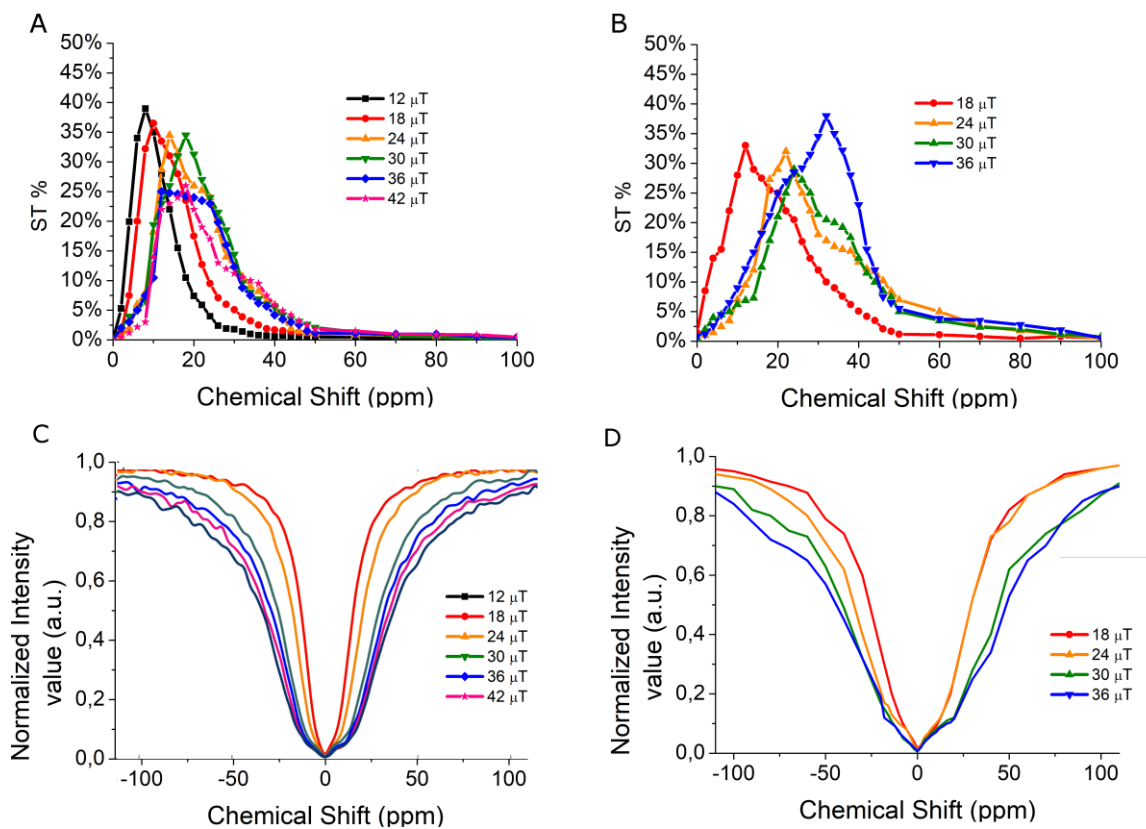 A
50%
45%
40%
35%
30%
25%
20%
15%
10%
5%
0%
ST %
0 20 40 60 80 100
Chemical Shift (ppm)
12 μT
18 μT
24 μT
30 μT
36 μT
42 μT
B
50%
45%
40%
35%
30%
25%
20%
15%
10%
5%
0%
ST %
0 20 40 60 80 100
Chemical Shift (ppm)
18 μT
24 μT
30 μT
36 μT
C
1,0
0,8
0,6
0,4
0,2
0,0
Normalized Intensity
value (a.u.)
-100 -50 0 50 100
Chemical Shift (ppm)
12 μT
18 μT
24 μT
30 μT
36 μT
42 μT
D
1,0
0,8
0,6
0,4
0,2
0,0
Normalized Intensity
value (a.u.)
-100 -50 0 50 100
Chemical Shift (ppm)
18 μT
24 μT
30 μT
36 μT